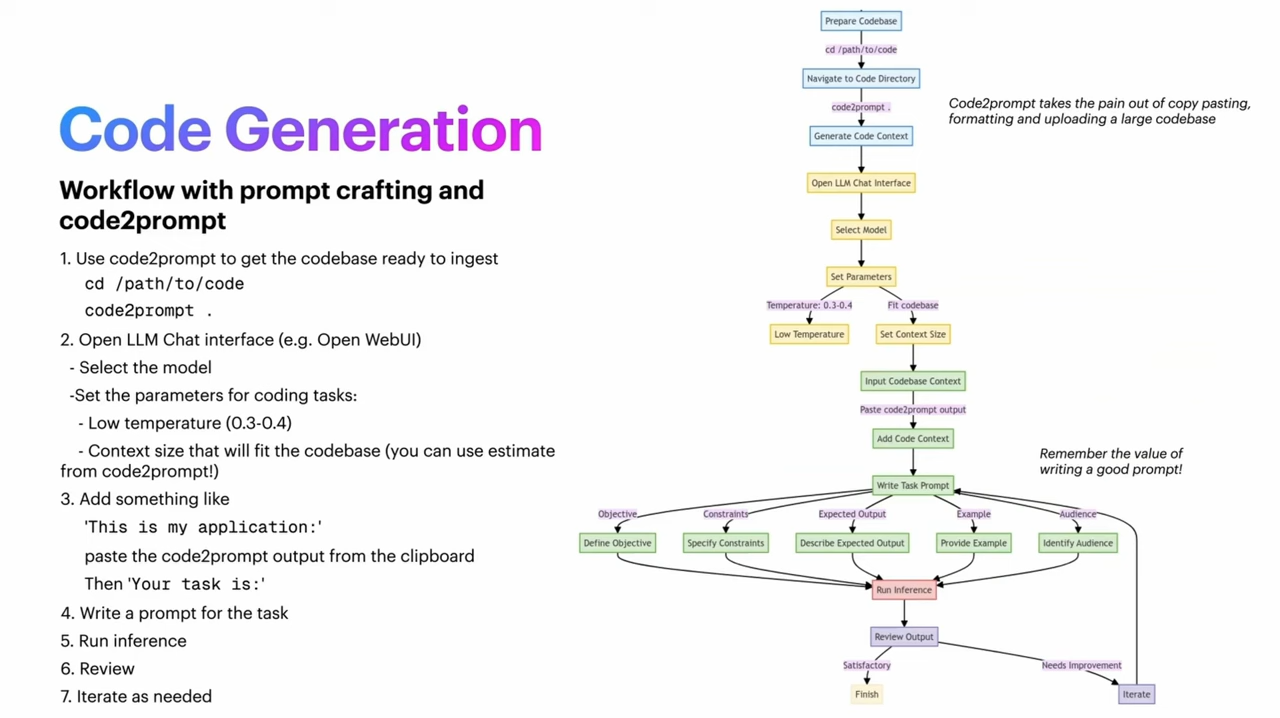 Code Generation
Workflow with prompt crafting and
code2prompt
1. Use code2prompt to get the codebase ready to ingest
cd /path/to/code
code2prompt .
2. Open LLM Chat interface (e.g. Open WebUI)
- Select the model
-Set the parameters for coding tasks:
- Low temperature (0.3-0.4)
- Context size that will fit the codebase (you can use estimate
from code2prompt!)
3. Add something like
'This is my application:'
paste the code2prompt output from the clipboard
Then 'Your task is:'
4. Write a prompt for the task
5. Run inference
6. Review
7. Iterate as needed
Prepare Codebase
cd /path/to/code
Navigate to Code Directory
code2prompt .
Generate Code Context
Open LLM Chat Interface
Select Model
Set Parameters
Temperature: 0.3-0.4
Fit codebase
Low Temperature
Set Context Size
Input Codebase Context
Paste code2prompt output
Add Code Context
Write Task Prompt
Objective
Constraints
Expected Output
Example
Audience
Define Objective
Specify Constraints
Describe Expected Output
Provide Example
Identify Audience
Run Inference
Review Output
Satisfactory
Needs Improvement
Finish
Iterate
Code2prompt takes the pain out of copy pasting,
formatting and uploading a large codebase
Remember the value of
writing a good prompt!